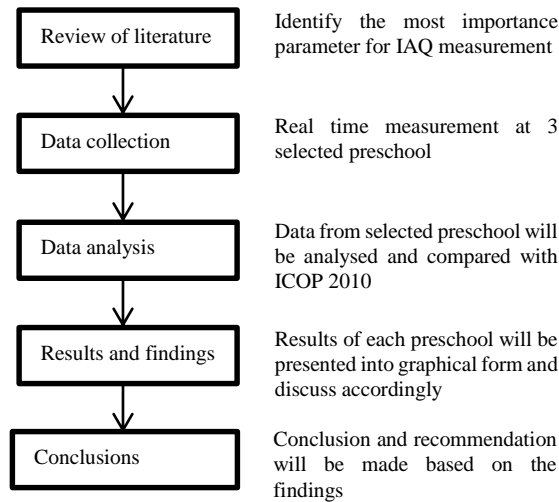 Review of literature
Identify the most importance
parameter for IAQ measurement
Data collection
Real time measurement at 3
selected preschool
Data analysis
Data from selected preschool will
be analysed and compared with
ICOP 2010
Results and findings
Results of each preschool will be
presented into graphical form and
discuss accordingly
Conclusions
Conclusion and recommendation
will be made based on the
findings